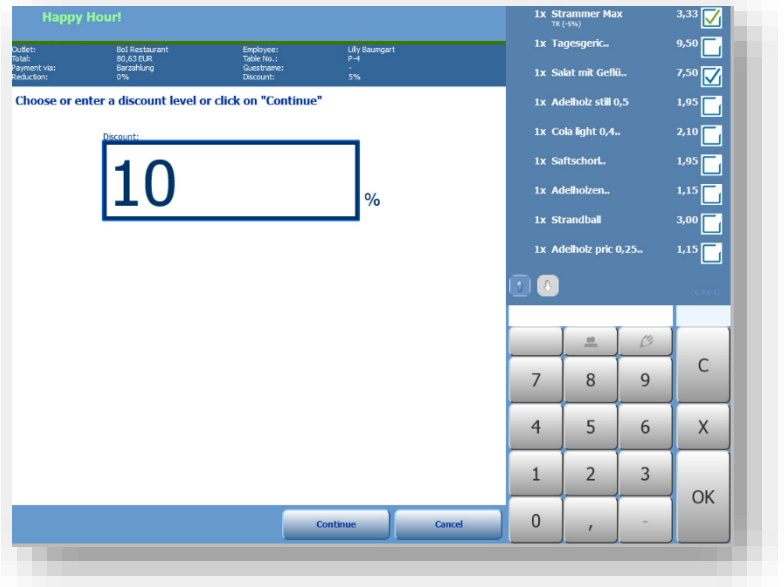 Happy Hour!
Outlet: BoI Restaurant Employee: Lily Baumgart
Total: 80,63 EUR Table No.: P-4
Payment via: Barzahlung Guestname: -
Reduction: 0% Discount: 5%
Choose or enter a discount level or click on "Continue"
Discount:
10
%
Continue
Cancel
1x Strammer Max 3,33
TR (-5%)
1x Tagesgeric.. 9,50
1x Salat mit Geflü.. 7,50
1x Adelholz still 0,5 1,95
1x Cola light 0,4.. 2,10
1x Saftschorl.. 1,95
1x Adelholzen.. 1,15
1x Strandball 3,00
1x Adelholz pric 0,25.. 1,15
7 8 9 C
4 5 6 X
1 2 3
OK
0 , -